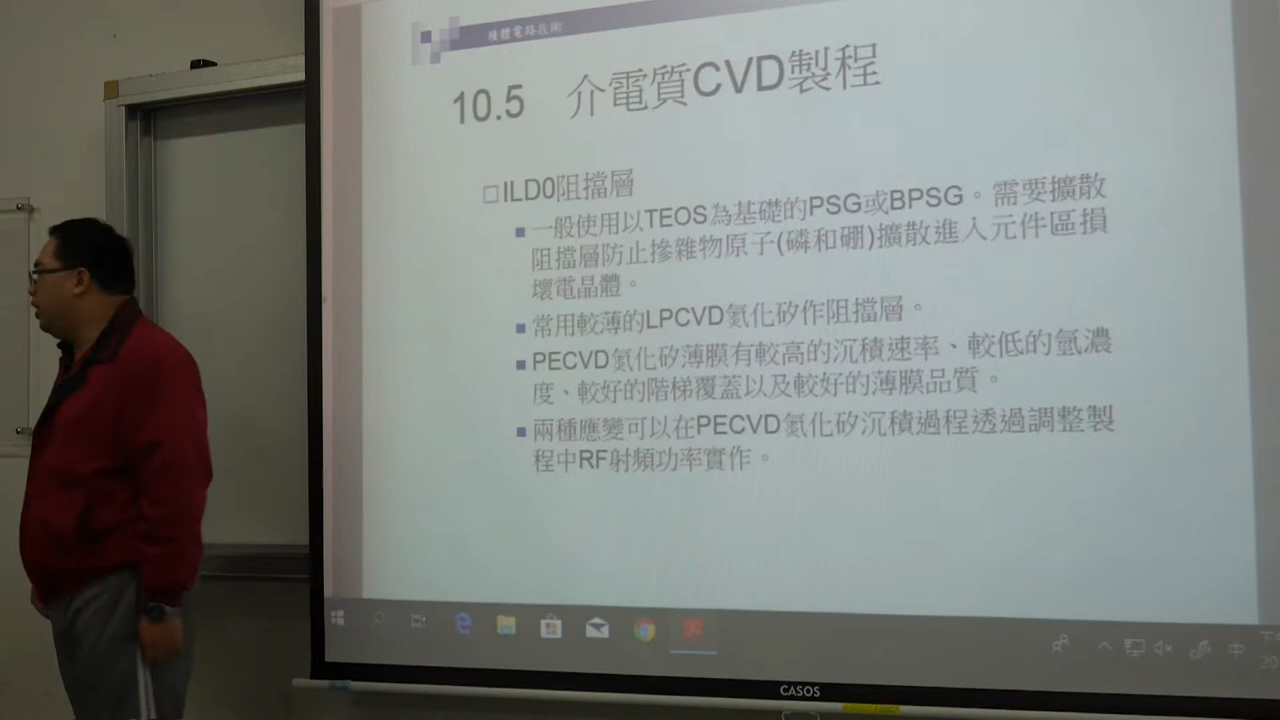 積體電路技術
10.5 介電質CVD製程
ILD0阻擋層
一般使用以TEOS為基礎的PSG或BPSG。需要擴散
阻擋層防止摻雜物原子(磷和硼)擴散進入元件區損
壞電晶體。
常用較薄的LPCVD氮化矽作阻擋層。
PECVD氮化矽薄膜有較高的沉積速率、較低的氫濃
度、較好的階梯覆蓋以及較好的薄膜品質。
兩種應變可以在PECVD氮化矽沉積過程透過調整製
程中RF射頻功率實作。
中
CASOS